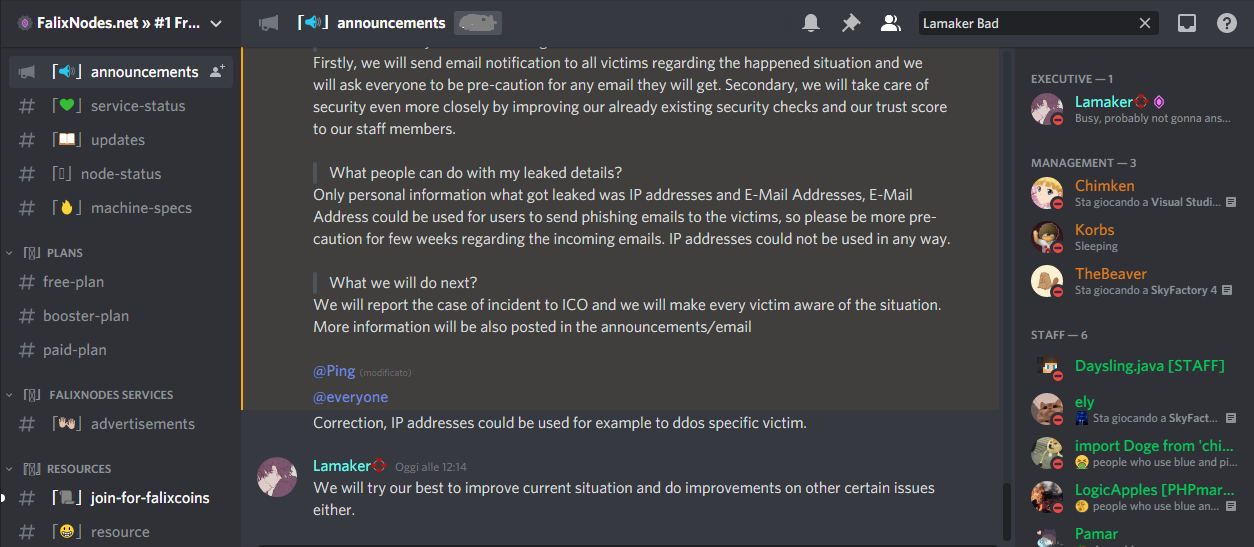 FalixNodes.net » #1 Fr...
announcements
service-status
updates
node-status
machine-specs
PLANS
free-plan
booster-plan
paid-plan
FALIXNODES SERVICES
advertisements
RESOURCES
join-for-falixcoins
resource
announcements
Lamaker Bad
Firstly, we will send email notification to all victims regarding the happened situation and we
will ask everyone to be pre-caution for any email they will get. Secondary, we will take care of
security even more closely by improving our already existing security checks and our trust score
to our staff members.
What people can do with my leaked details?
Only personal information what got leaked was IP addresses and E-Mail Addresses, E-Mail
Address could be used for users to send phishing emails to the victims, so please be more pre-
caution for few weeks regarding the incoming emails. IP addresses could not be used in any way.
What we will do next?
We will report the case of incident to ICO and we will make every victim aware of the situation.
More information will be also posted in the announcements/email
@Ping (modificato)
@everyone
Correction, IP addresses could be used for example to ddos specific victim.
Lamaker Oggi alle 12:14
We will try our best to improve current situation and do improvements on other certain issues
either.
EXECUTIVE — 1
Lamaker
Busy, probably not gonna ans...
MANAGEMENT — 3
Chimken
Sta giocando a Visual Studi...
Korbs
Sleeping
TheBeaver
Sta giocando a SkyFactory 4
STAFF — 6
Daysling.java [STAFF]
ely
Sta giocando a SkyFact...
import Doge from 'chi...
people who use blue and pi...
LogicApples [PHPmar...
people who use blue an...
Pamar